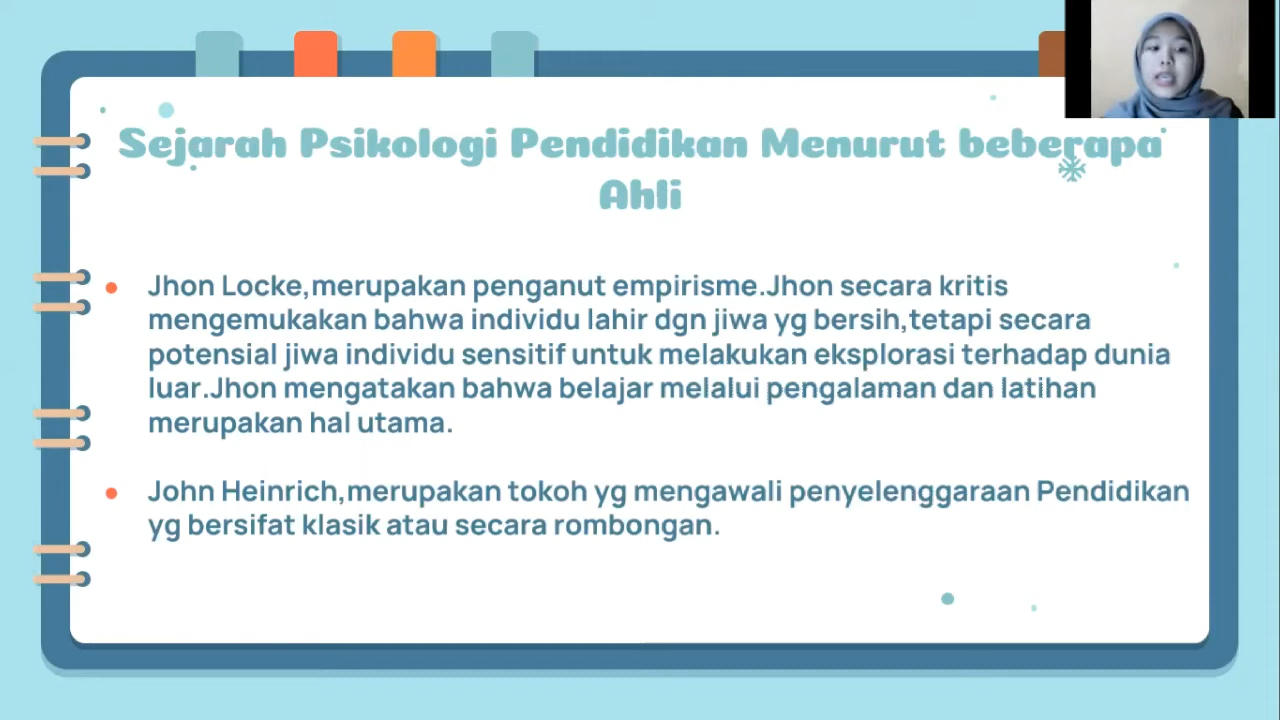 Sejarah Psikologi Pendidikan Menurut beberapa
Ahli
Jhon Locke,merupakan penganut empirisme.Jhon secara kritis
mengemukakan bahwa individu lahir dgn jiwa yg bersih,tetapi secara
potensial jiwa individu sensitif untuk melakukan eksplorasi terhadap dunia
luar.Jhon mengatakan bahwa belajar melalui pengalaman dan latihan
merupakan hal utama.
John Heinrich,merupakan tokoh yg mengawali penyelenggaraan Pendidikan
yg bersifat klasik atau secara rombongan.